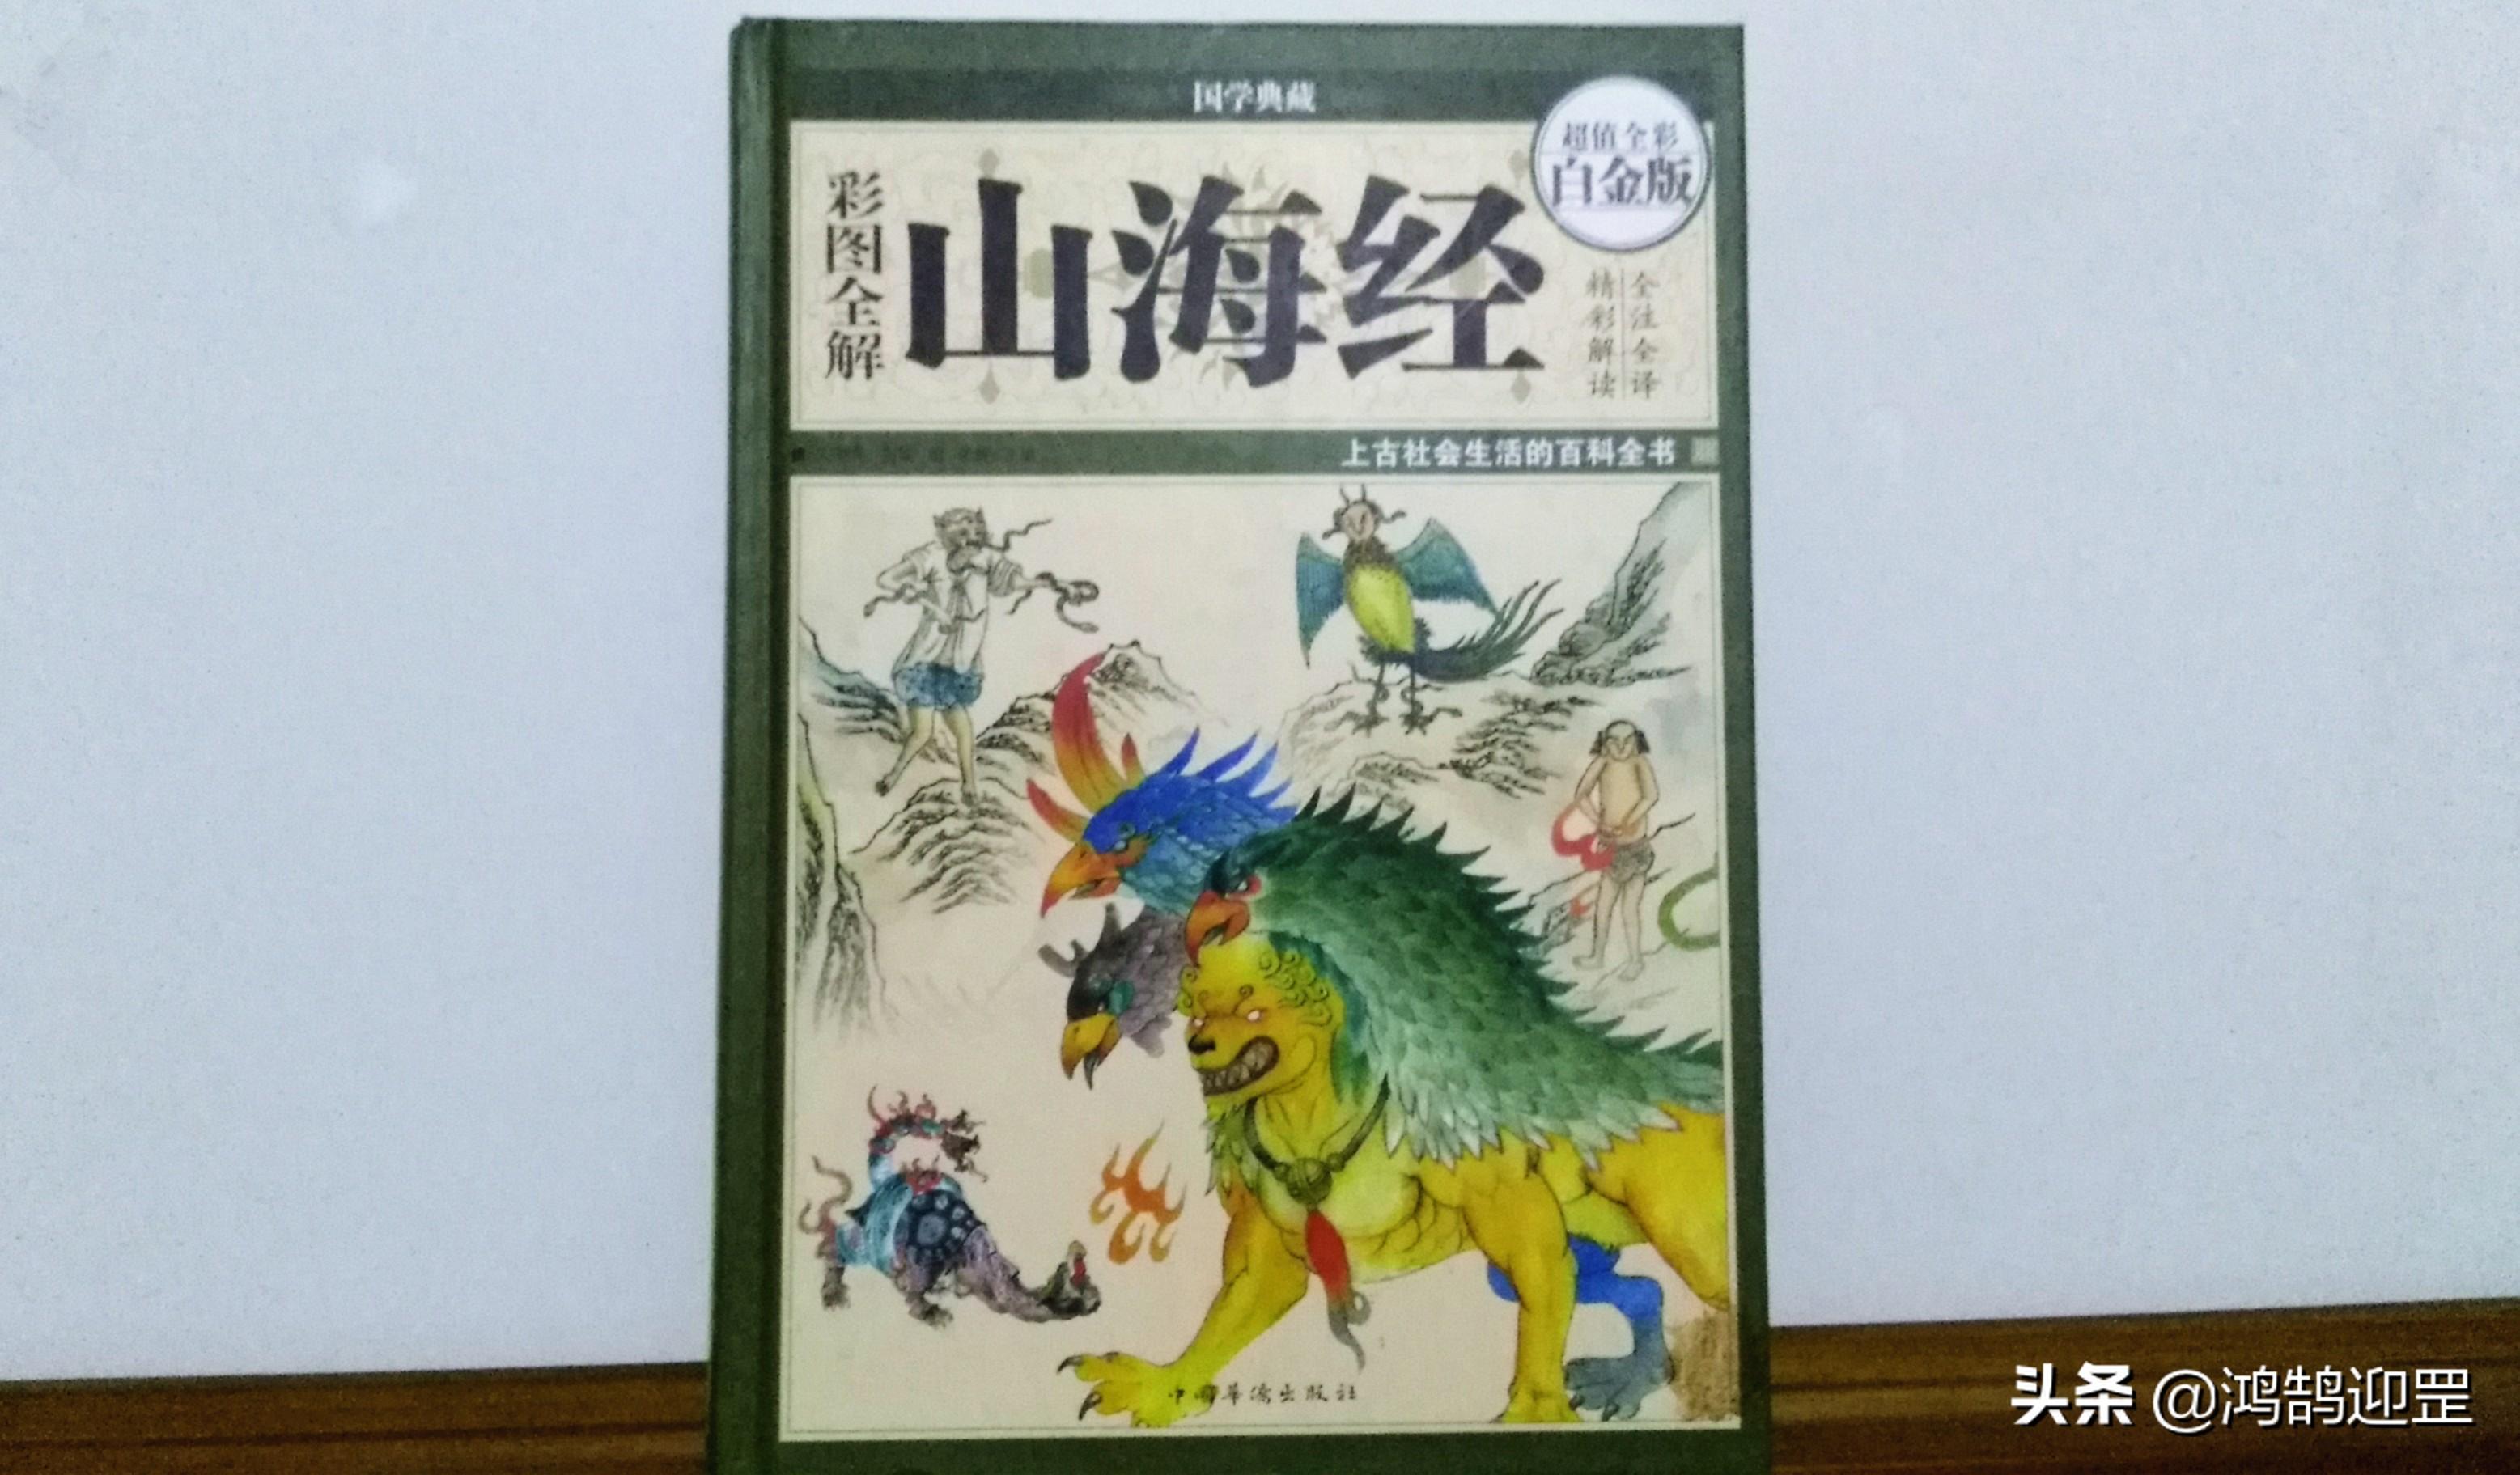 国学典藏
超值全彩
白金版
彩图全解
山海经
全注全译
精彩解读
上古社会生活的百科全书
中国华侨出版社
头条 @鸿鹄迎罡